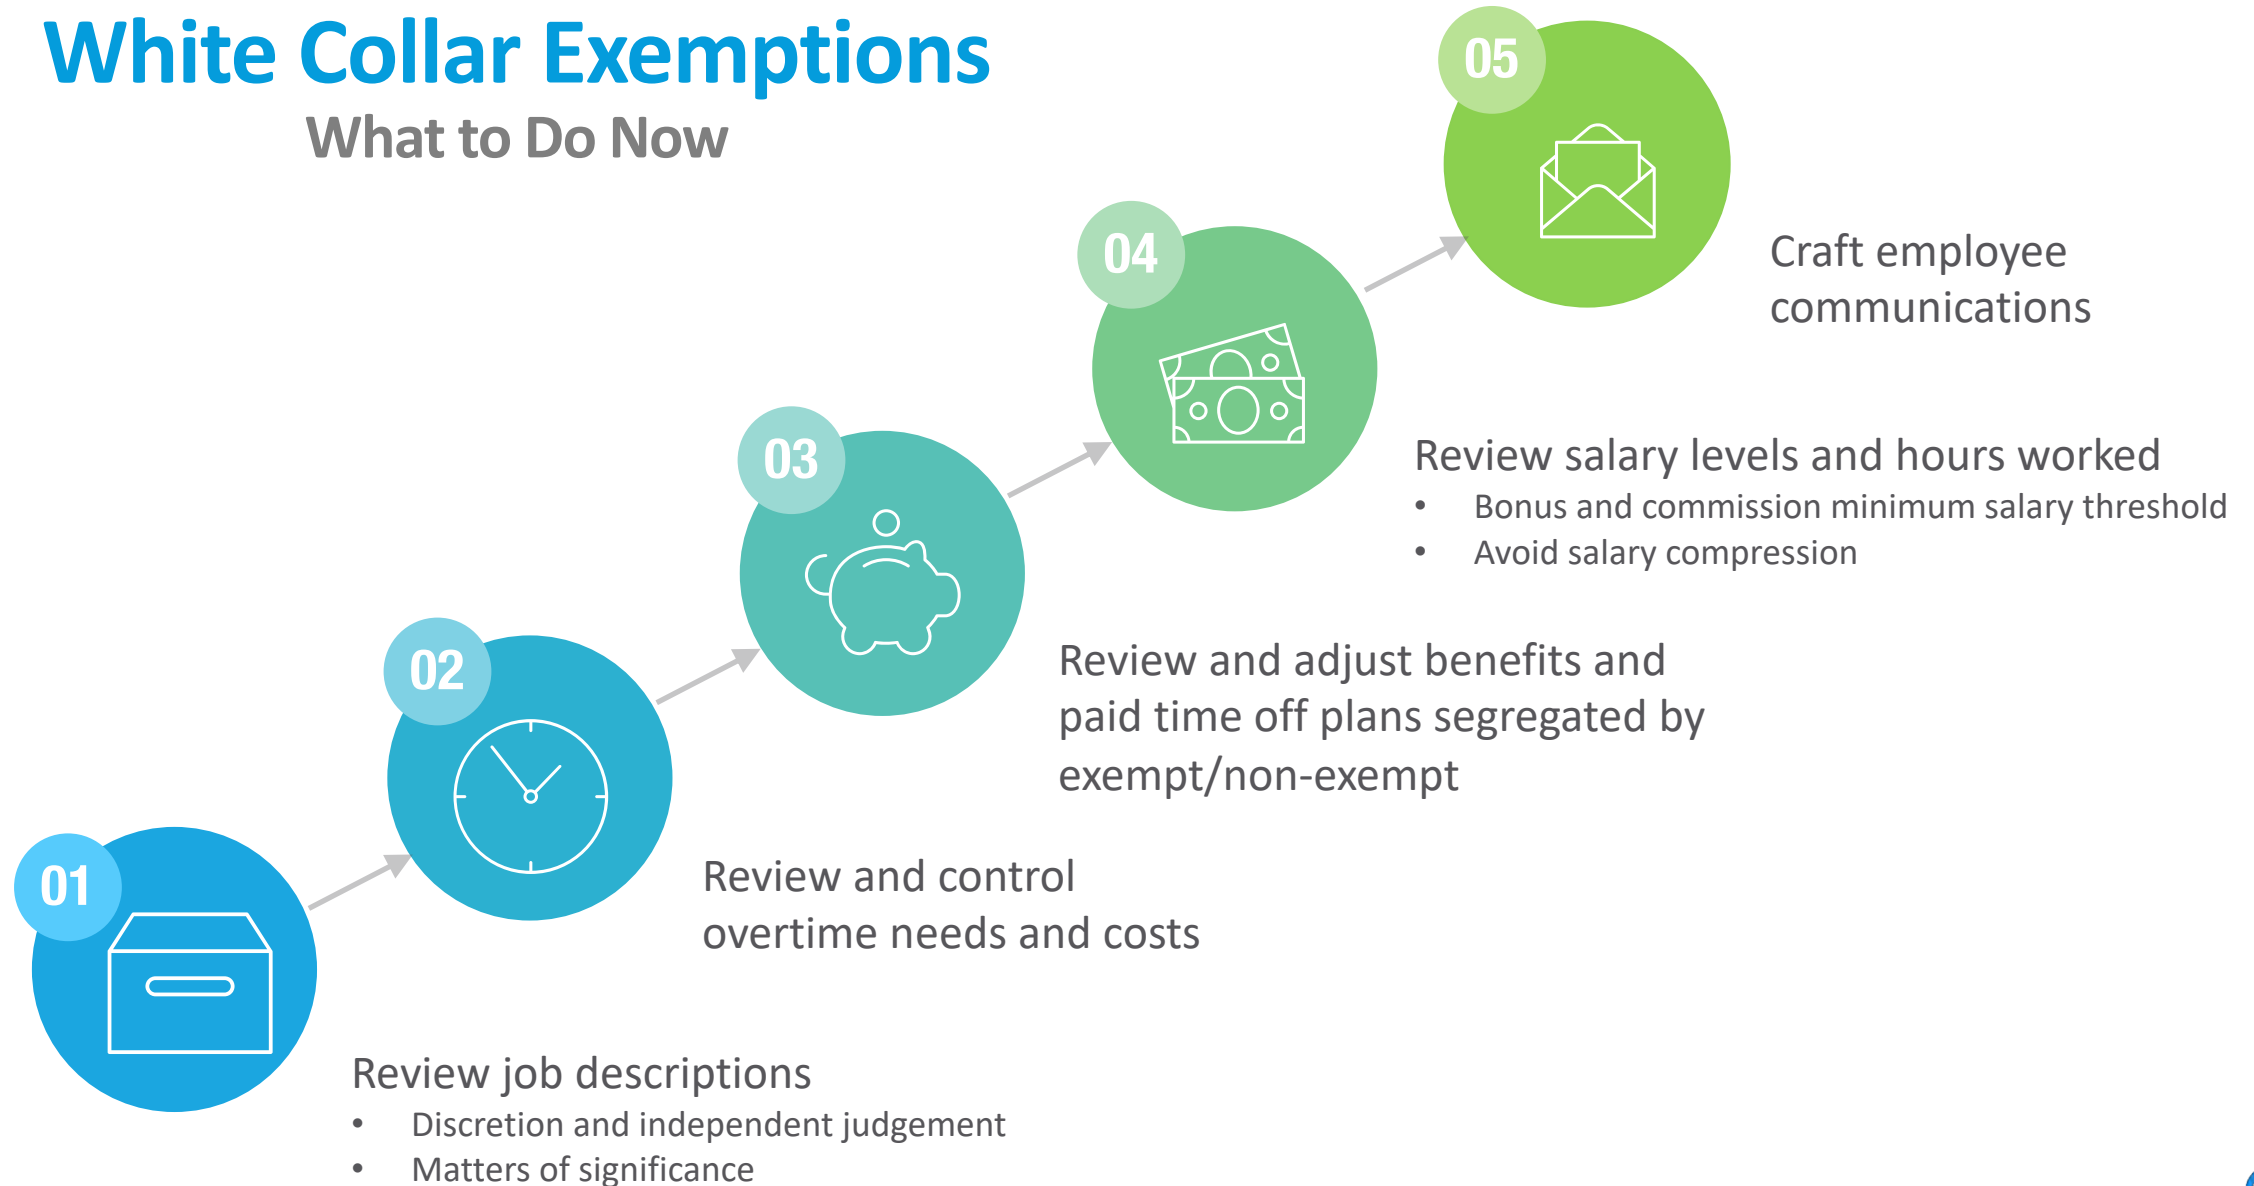 White Collar Exemptions
What to Do Now
01
Review job descriptions
• Discretion and independent judgement
• Matters of significance
02
Review and control
overtime needs and costs
03
Review and adjust benefits and
paid time off plans segregated by
exempt/non-exempt
04
Review salary levels and hours worked
• Bonus and commission minimum salary threshold
• Avoid salary compression
05
Craft employee
communications